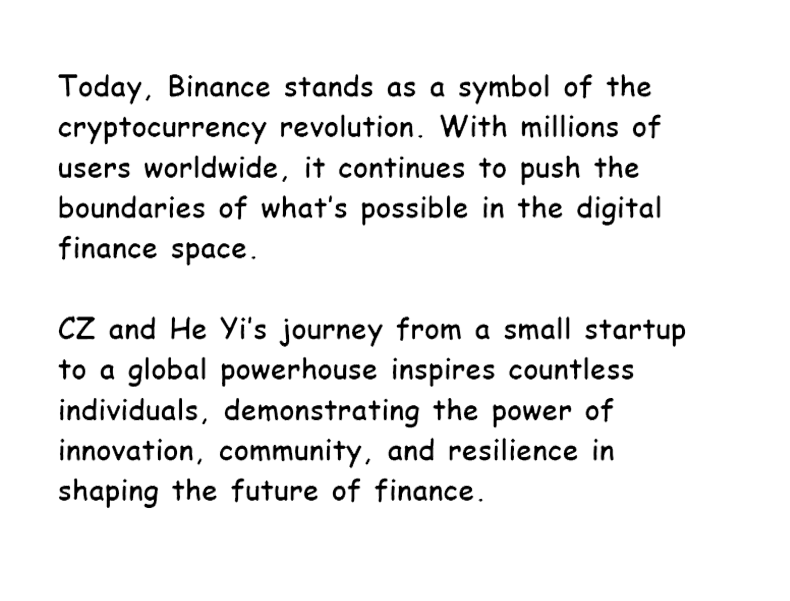 Today, Binance stands as a symbol of the
cryptocurrency revolution. With millions of
users worldwide, it continues to push the
boundaries of what's possible in the digital
finance space.
CZ and He Yi's journey from a small startup
to a global powerhouse inspires countless
individuals, demonstrating the power of
innovation, community, and resilience in
shaping the future of finance.